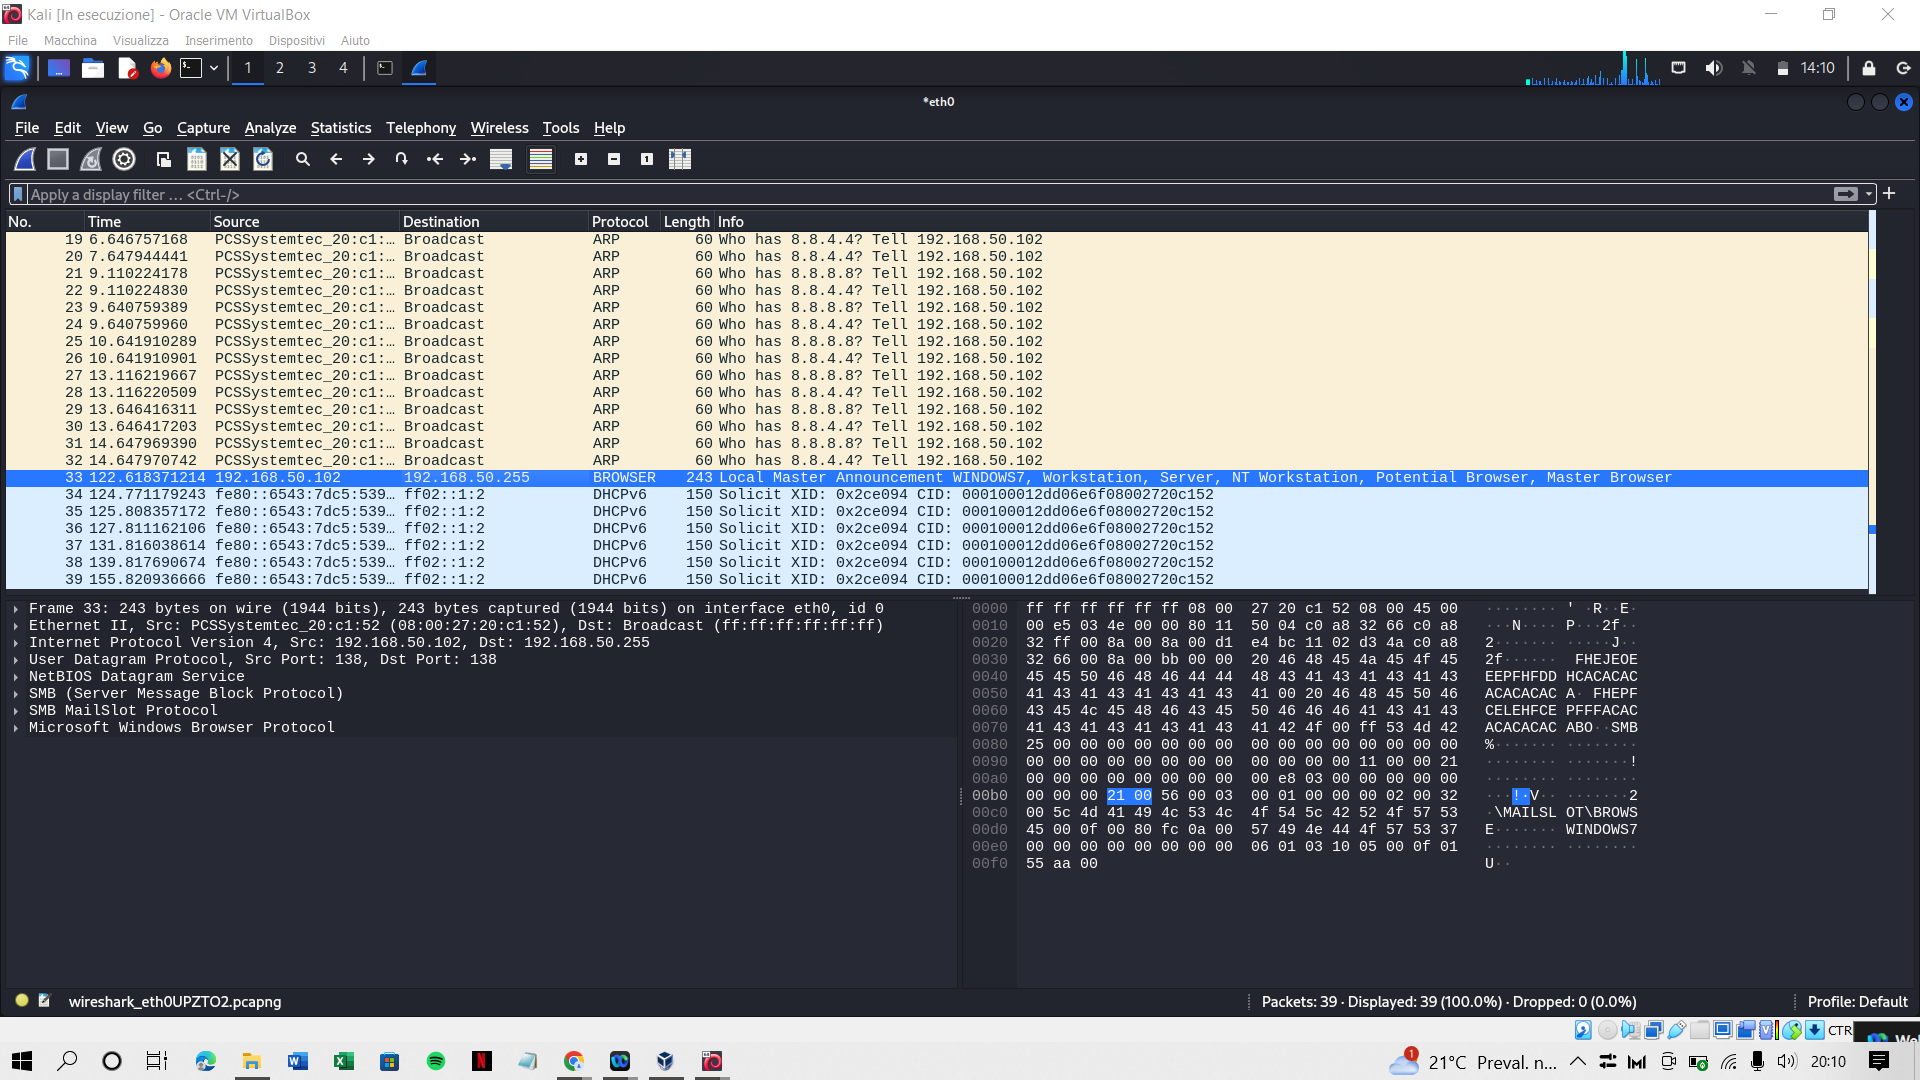 Kali [In esecuzione] - Oracle VM VirtualBox
File Macchina Visualizza Inserimento Dispositivi Aiuto
1 2 3 4 14:10
*eth0
File Edit View Go Capture Analyze Statistics Telephony Wireless Tools Help
Apply a display filter … <Ctrl-/>
No. Time Source Destination Protocol Length Info
19 6.646757168 PCSSystemtec_20:c1:… Broadcast ARP 60 Who has 8.8.4.4? Tell 192.168.50.102
20 7.647944441 PCSSystemtec_20:c1:… Broadcast ARP 60 Who has 8.8.4.4? Tell 192.168.50.102
21 9.110224178 PCSSystemtec_20:c1:… Broadcast ARP 60 Who has 8.8.8.8? Tell 192.168.50.102
22 9.110224830 PCSSystemtec_20:c1:… Broadcast ARP 60 Who has 8.8.4.4? Tell 192.168.50.102
23 9.640759389 PCSSystemtec_20:c1:… Broadcast ARP 60 Who has 8.8.8.8? Tell 192.168.50.102
24 9.640759960 PCSSystemtec_20:c1:… Broadcast ARP 60 Who has 8.8.4.4? Tell 192.168.50.102
25 10.641910289 PCSSystemtec_20:c1:… Broadcast ARP 60 Who has 8.8.8.8? Tell 192.168.50.102
26 10.641910901 PCSSystemtec_20:c1:… Broadcast ARP 60 Who has 8.8.4.4? Tell 192.168.50.102
27 13.116219667 PCSSystemtec_20:c1:… Broadcast ARP 60 Who has 8.8.8.8? Tell 192.168.50.102
28 13.116220509 PCSSystemtec_20:c1:… Broadcast ARP 60 Who has 8.8.4.4? Tell 192.168.50.102
29 13.646416311 PCSSystemtec_20:c1:… Broadcast ARP 60 Who has 8.8.8.8? Tell 192.168.50.102
30 13.646417203 PCSSystemtec_20:c1:… Broadcast ARP 60 Who has 8.8.4.4? Tell 192.168.50.102
31 14.647969390 PCSSystemtec_20:c1:… Broadcast ARP 60 Who has 8.8.8.8? Tell 192.168.50.102
32 14.647970742 PCSSystemtec_20:c1:… Broadcast ARP 60 Who has 8.8.4.4? Tell 192.168.50.102
33 122.618371214 192.168.50.102 192.168.50.255 BROWSER 243 Local Master Announcement WINDOWS7, Workstation, Server, NT Workstation, Potential Browser, Master Browser
34 124.771179243 fe80::6543:7dc5:539… ff02::1:2 DHCPv6 150 Solicit XID: 0x2ce094 CID: 000100012dd06e6f08002720c152
35 125.808357172 fe80::6543:7dc5:539… ff02::1:2 DHCPv6 150 Solicit XID: 0x2ce094 CID: 000100012dd06e6f08002720c152
36 127.811162106 fe80::6543:7dc5:539… ff02::1:2 DHCPv6 150 Solicit XID: 0x2ce094 CID: 000100012dd06e6f08002720c152
37 131.816038614 fe80::6543:7dc5:539… ff02::1:2 DHCPv6 150 Solicit XID: 0x2ce094 CID: 000100012dd06e6f08002720c152
38 139.817690674 fe80::6543:7dc5:539… ff02::1:2 DHCPv6 150 Solicit XID: 0x2ce094 CID: 000100012dd06e6f08002720c152
39 155.820936666 fe80::6543:7dc5:539… ff02::1:2 DHCPv6 150 Solicit XID: 0x2ce094 CID: 000100012dd06e6f08002720c152
Frame 33: 243 bytes on wire (1944 bits), 243 bytes captured (1944 bits) on interface eth0, id 0
Ethernet II, Src: PCSSystemtec_20:c1:52 (08:00:27:20:c1:52), Dst: Broadcast (ff:ff:ff:ff:ff:ff)
Internet Protocol Version 4, Src: 192.168.50.102, Dst: 192.168.50.255
User Datagram Protocol, Src Port: 138, Dst Port: 138
NetBIOS Datagram Service
SMB (Server Message Block Protocol)
SMB MailSlot Protocol
Microsoft Windows Browser Protocol
0000 ff ff ff ff ff ff 08 00 27 20 c1 52 08 00 45 00 ········ ' ·R··E·
0010 00 e5 03 4e 00 00 80 11 50 04 c0 a8 32 66 c0 a8 ···N···· P···2f··
0020 32 ff 00 8a 00 8a 00 d1 e4 bc 11 02 d3 4a c0 a8 2······· ·····J··
0030 32 66 00 8a 00 bb 00 00 20 46 48 45 4a 45 4f 45 2f······ FHEJEOE
0040 45 45 50 46 48 46 44 44 48 43 41 43 41 43 41 43 EEPFHFDD HCACACAC
0050 41 43 41 43 41 43 41 43 41 00 20 46 48 45 50 46 ACACACAC A· FHEPF
0060 43 45 4c 45 48 46 43 45 50 46 46 46 41 43 41 43 CELEHFCE PFFFACAC
0070 41 43 41 43 41 43 41 43 41 42 4f 00 ff 53 4d 42 ACACACAC ABO··SMB
0080 25 00 00 00 00 00 00 00 00 00 00 00 00 00 00 00 %······· ········
0090 00 00 00 00 00 00 00 00 00 00 00 00 11 00 00 21 ········ ·······!
00a0 00 00 00 00 00 00 00 00 00 e8 03 00 00 00 00 00 ········ ········
00b0 00 00 00 21 00 56 00 03 00 01 00 00 00 02 00 32 ···!·V·· ·······2
00c0 00 5c 4d 41 49 4c 53 4c 4f 54 5c 42 52 4f 57 53 ·\MAILSL OT\BROWS
00d0 45 00 0f 00 80 fc 0a 00 57 49 4e 44 4f 57 53 37 E······· WINDOWS7
00e0 00 00 00 00 00 00 00 00 06 01 03 10 05 00 0f 01 ········ ········
00f0 55 aa 00 U··
wireshark_eth0UPZTO2.pcapng Packets: 39 · Displayed: 39 (100.0%) · Dropped: 0 (0.0%) Profile: Default
CTR
1 21°C Preval. n... 20:10